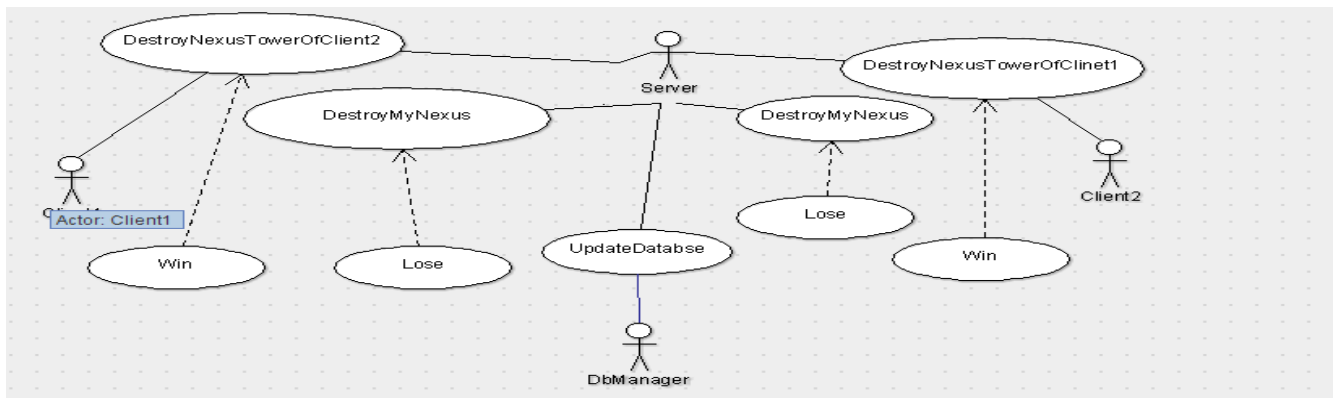 DestroyNexusTowerOfClient2
DestroyNexusTowerOfClinet1
Server
DestroyMyNexus
DestroyMyNexus
Client2
Actor: Client1
Lose
UpdateDatabse
Win
Win
Lose
DbManager